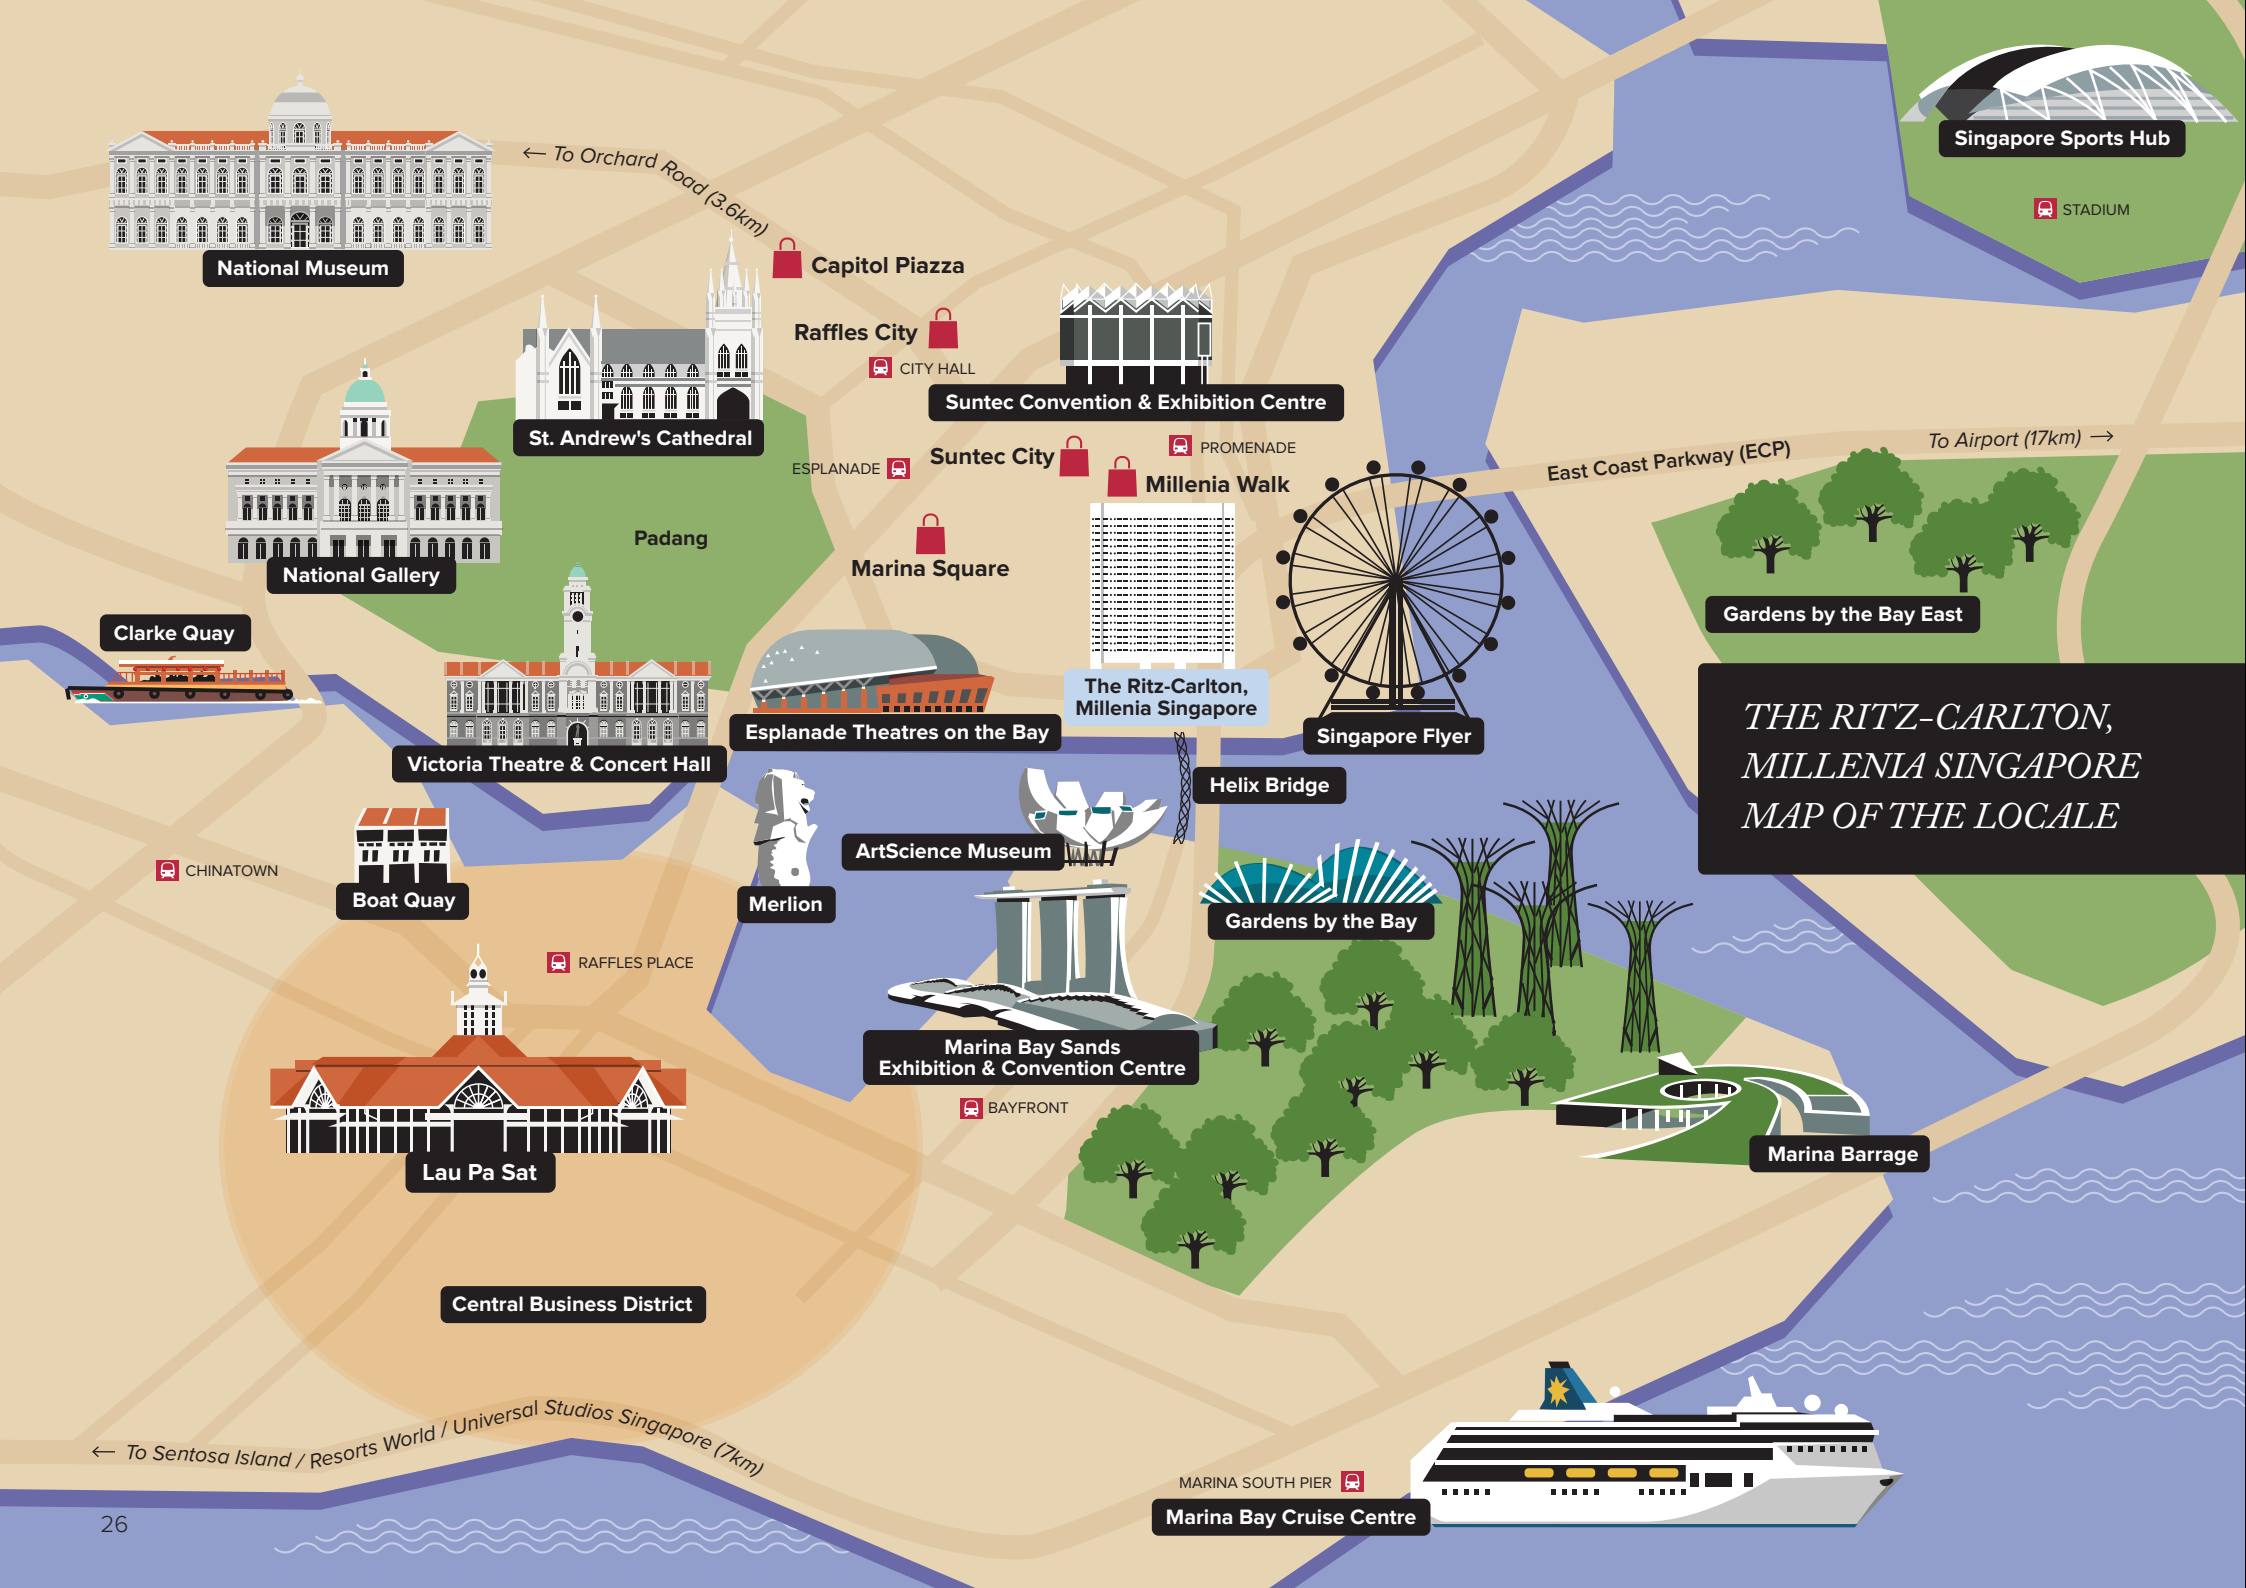 Singapore Sports Hub
STADIUM
← To Orchard Road (3.6km)
National Museum
Capitol Piazza
Raffles City
CITY HALL
Suntec Convention & Exhibition Centre
St. Andrew's Cathedral
ESPLANADE
Suntec City
PROMENADE
Millenia Walk
East Coast Parkway (ECP)
To Airport (17km) →
Padang
Marina Square
National Gallery
Gardens by the Bay East
Clarke Quay
The Ritz-Carlton,
Millenia Singapore
Esplanade Theatres on the Bay
Singapore Flyer
Victoria Theatre & Concert Hall
THE RITZ-CARLTON,
MILLENIA SINGAPORE
MAP OF THE LOCALE
Helix Bridge
ArtScience Museum
CHINATOWN
Boat Quay
Merlion
Gardens by the Bay
RAFFLES PLACE
Marina Bay Sands
Exhibition & Convention Centre
BAYFRONT
Marina Barrage
Lau Pa Sat
Central Business District
← To Sentosa Island / Resorts World / Universal Studios Singapore (7km)
MARINA SOUTH PIER
Marina Bay Cruise Centre
26